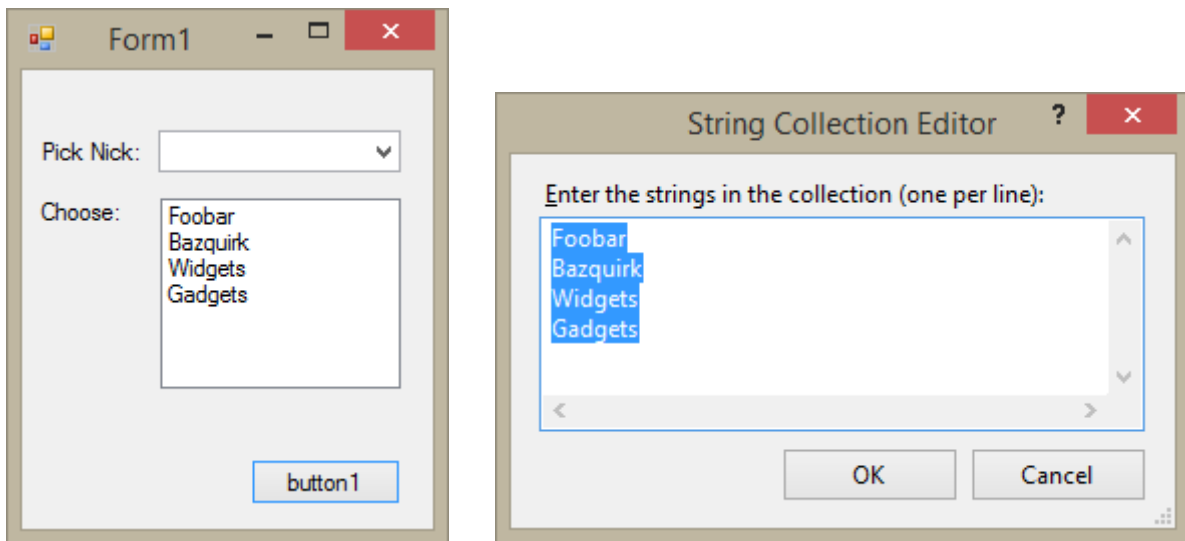 Form1
Pick Nick:
Choose:
Foobar
Bazquirk
Widgets
Gadgets
button1
String Collection Editor
?
Enter the strings in the collection (one per line):
Foobar
Bazquirk
Widgets
Gadgets
OK
Cancel